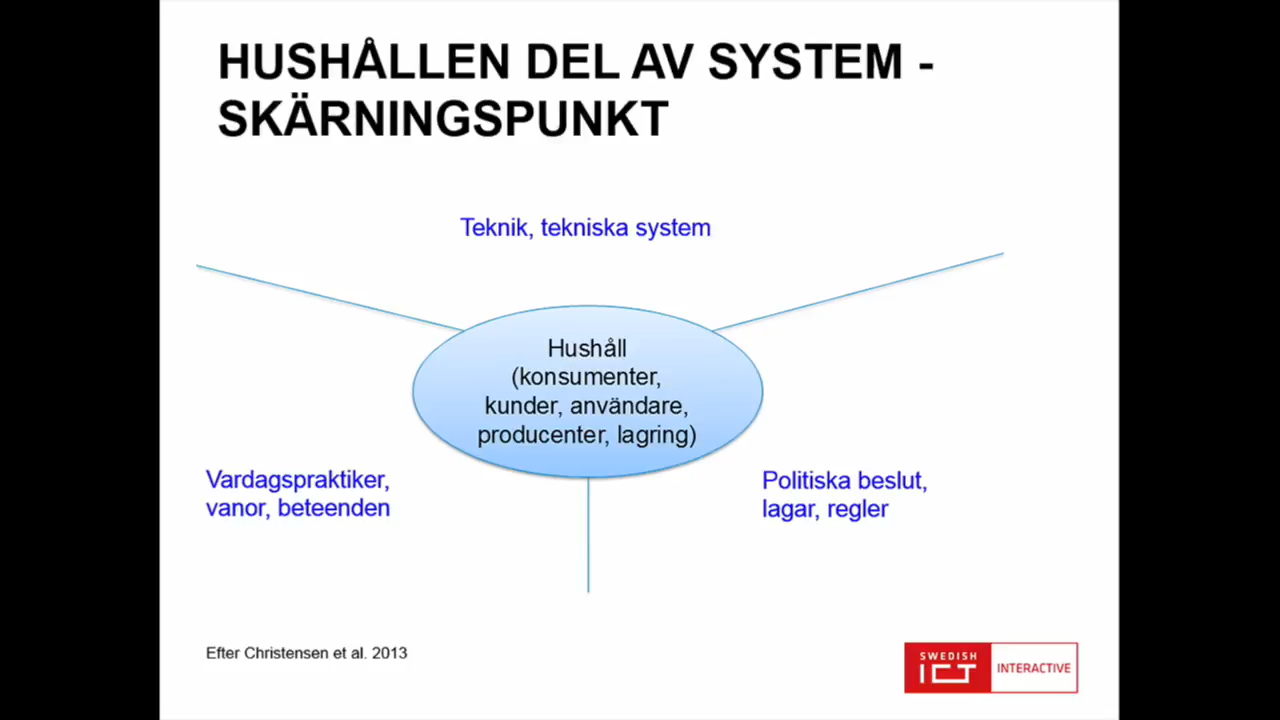 HUSHÅLLEN DEL AV SYSTEM -
SKÄRNINGSPUNKT
Teknik, tekniska system
Hushåll
(konsumenter,
kunder, användare,
producenter, lagring)
Vardagspraktiker,
vanor, beteenden
Politiska beslut,
lagar, regler
Efter Christensen et al. 2013
SWEDISH
ICT
INTERACTIVE